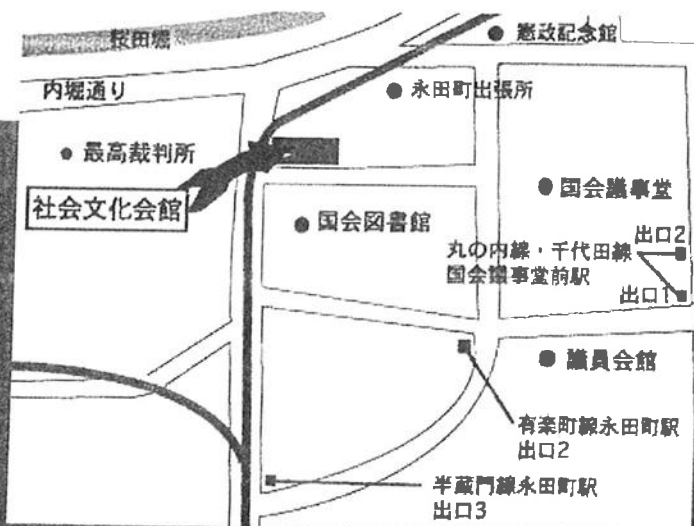 桜田堀
憲政記念館
内堀通り
永田町出張所
最高裁判所
社会文化会館
国会議事堂
国会図書館
出口2
丸の内線・千代田線
国会議事堂前駅
出口1
議員会館
有楽町線永田町駅
出口2
半蔵門線永田町駅
出口3